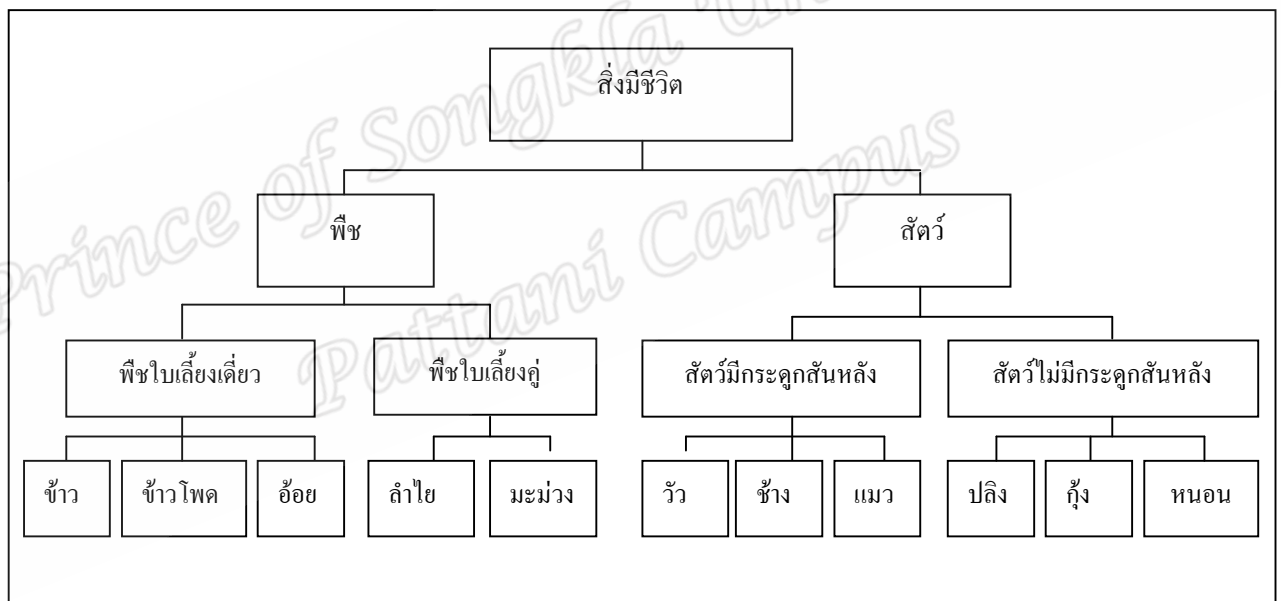 Prince of Songkla
Pattani Campus
สิ่งมีชีวิต
พืช
สัตว์
พืชใบเลี้ยงเดี่ยว
พืชใบเลี้ยงคู่
สัตว์มีกระดูกสันหลัง
สัตว์ไม่มีกระดูกสันหลัง
ข้าว
ข้าวโพด
อ้อย
ลำไย
มะม่วง
วัว
ช้าง
แมว
ปลิง
กุ้ง
หนอน